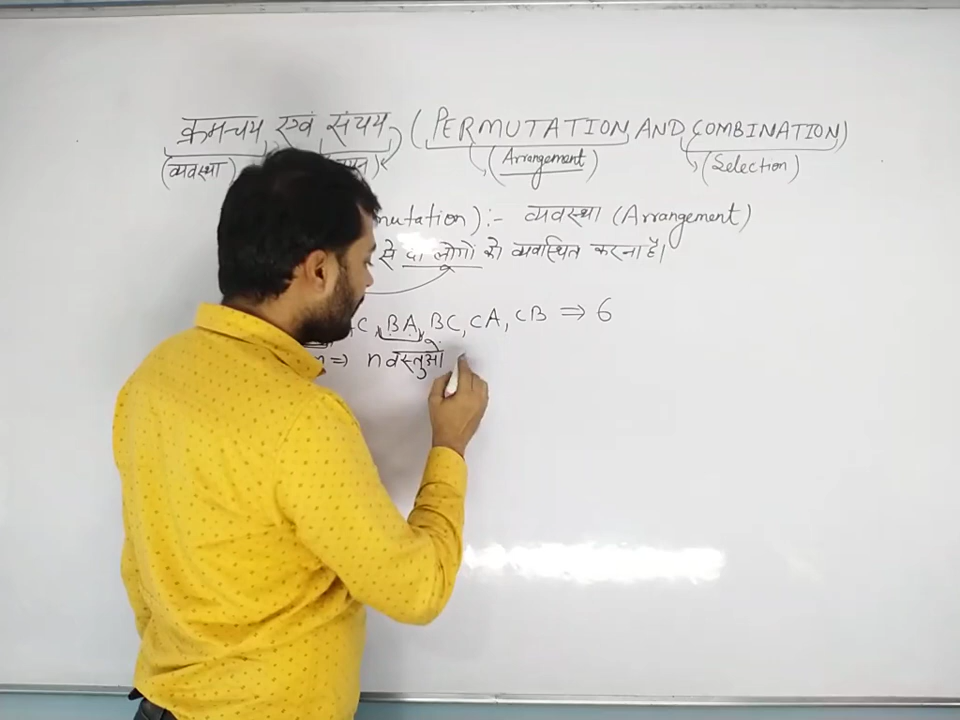 क्रमचय एवं संचय (PERMUTATION AND COMBINATION)
(व्यवस्था) (Arrangement) (Selection)
mutation) :- व्यवस्था (Arrangement)
से दो लोगों को व्यवस्थित करना है।
C, BA, BC, CA, CB ⇒ 6
⇒ n वस्तुओं